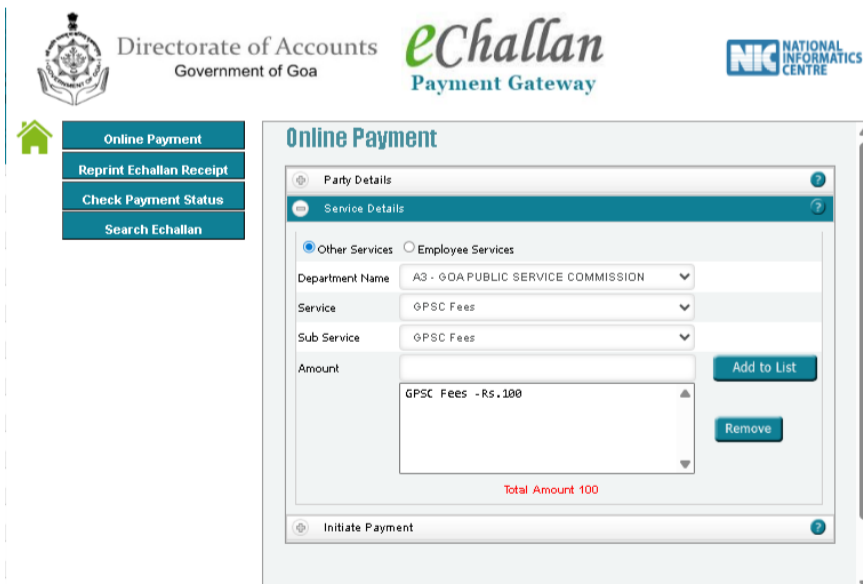 Directorate of Accounts
Government of Goa
eChallan
Payment Gateway
NIC NATIONAL INFORMATICS CENTRE
Online Payment
Reprint Echallan Receipt
Check Payment Status
Search Echallan
Online Payment
Party Details ?
Service Details ?
Other Services Employee Services
Department Name A3 - GOA PUBLIC SERVICE COMMISSION
Service GPSC Fees
Sub Service GPSC Fees
Amount Add to List
GPSC Fees -Rs.100
Remove
Total Amount 100
Initiate Payment ?